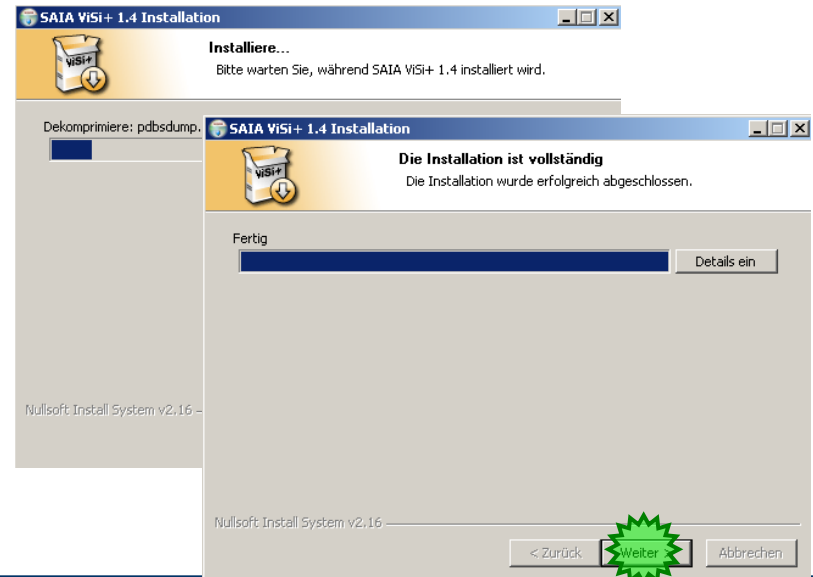 SAIA ViSi+ 1.4 Installation
ViSi+
Installiere...
Bitte warten Sie, während SAIA ViSi+ 1.4 installiert wird.
Dekomprimiere: pdbsdump.
Nullsoft Install System v2.16
SAIA ViSi+ 1.4 Installation
ViSi+
Die Installation ist vollständig
Die Installation wurde erfolgreich abgeschlossen.
Fertig
Details ein
Nullsoft Install System v2.16
< Zurück Weiter > Abbrechen